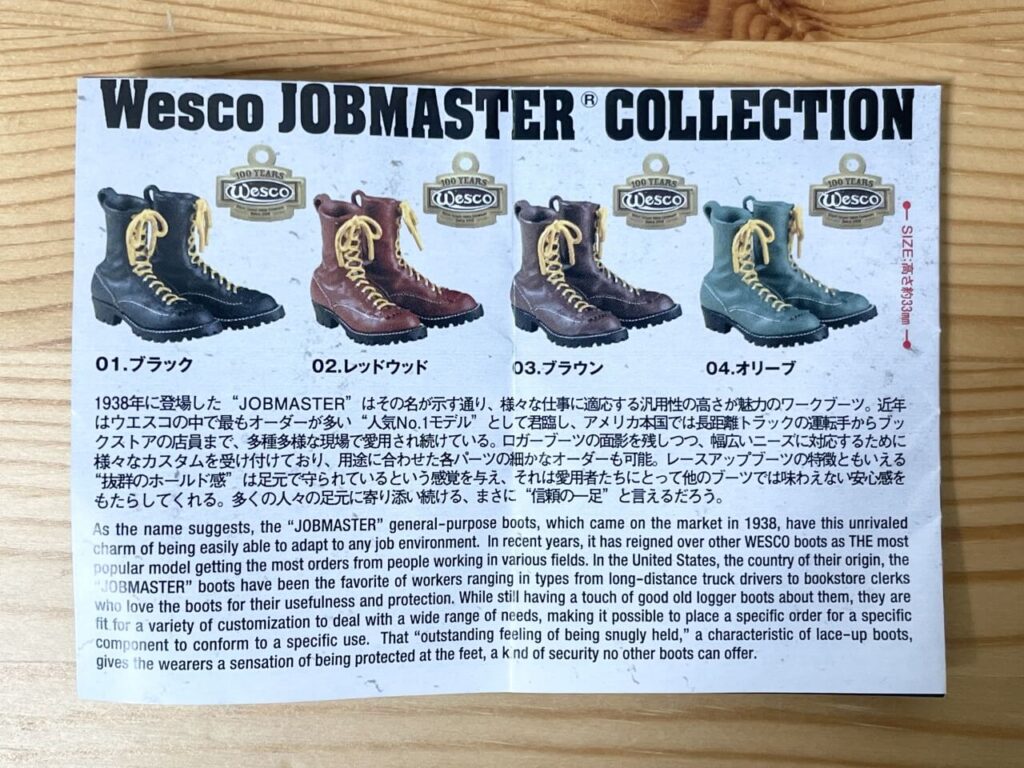 Wesco JOBMASTER® COLLECTION
100 YEARS
Wesco
100 YEARS
Wesco
100 YEARS
Wesco
100 YEARS
Wesco
SIZE:高さ約33㎜
01.ブラック
02.レッドウッド
03.ブラウン
04.オリーブ
1938年に登場した“JOBMASTER”はその名が示す通り、様々な仕事に適応する汎用性の高さが魅力のワークブーツ。近年
はウエスコの中で最もオーダーが多い“人気No.1モデル”として君臨し、アメリカ本国では長距離トラックの運転手からブッ
クストアの店員まで、多種多様な現場で愛用され続けている。ロガーブーツの面影を残しつつ、幅広いニーズに対応するために
様々なカスタムを受け付けており、用途に合わせた各パーツの細かなオーダーも可能。レースアップブーツの特徴ともいえる
“抜群のホールド感”は足元で守られているという感覚を与え、それは愛用者たちにとって他のブーツでは味わえない安心感を
もたらしてくれる。多くの人々の足元に寄り添い続ける、まさに“信頼の一足”と言えるだろう。
As the name suggests, the “JOBMASTER” general-purpose boots, which came on the market in 1938, have this unrivaled
charm of being easily able to adapt to any job environment. In recent years, it has reigned over other WESCO boots as THE most
popular model getting the most orders from people working in various fields. In the United States, the country of their origin, the
“JOBMASTER” boots have been the favorite of workers ranging in types from long-distance truck drivers to bookstore clerks
who love the boots for their usefulness and protection. While still having a touch of good old logger boots about them, they are
fit for a variety of customization to deal with a wide range of needs, making it possible to place a specific order for a specific
component to conform to a specific use. That “outstanding feeling of being snugly held,” a characteristic of lace-up boots,
gives the wearers a sensation of being protected at the feet, a kind of security no other boots can offer.